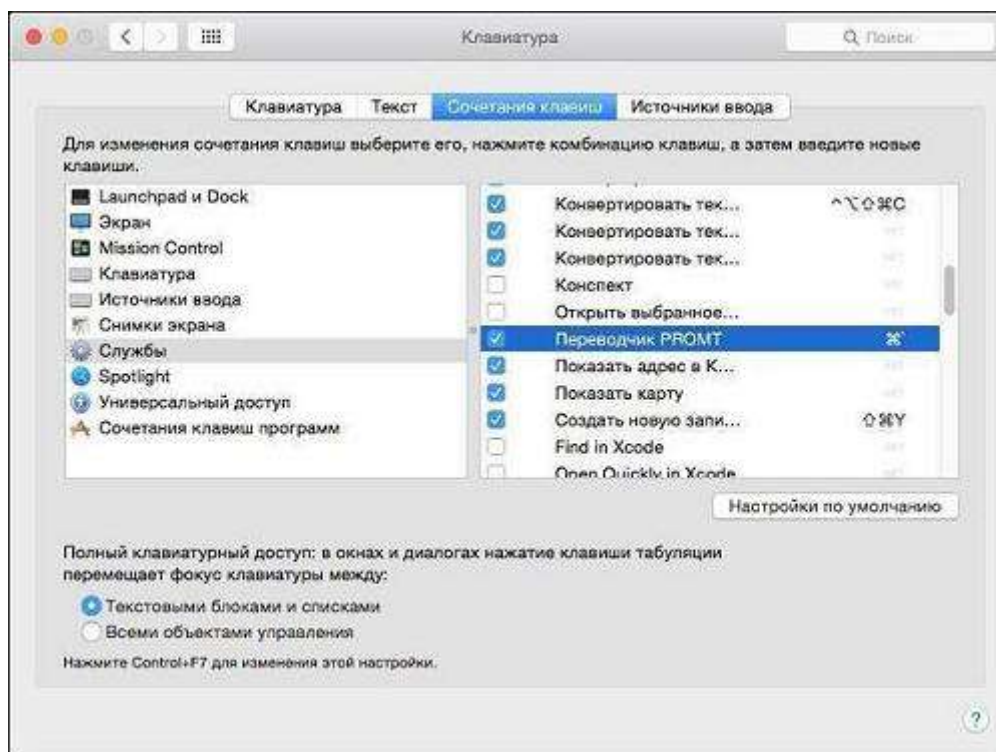 Клавиатура
Поиск
Клавиатура Текст Сочетания клавиш Источники ввода
Для изменения сочетания клавиш выберите его, нажмите комбинацию клавиш, а затем введите новые
клавиши.
Launchpad и Dock
Экран
Mission Control
Клавиатура
Источники ввода
Снимки экрана
Службы
Spotlight
Универсальный доступ
Сочетания клавиш программ
Конвертировать тек... ^⌥⇧⌘C
Конвертировать тек...
Конвертировать тек...
Конспект
Открыть выбранное...
Переводчик PROMT ⌘`
Показать адрес в К...
Показать карту
Создать новую запи... ⇧⌘Y
Find in Xcode
Open Quickly in Xcode
Настройки по умолчанию
Полный клавиатурный доступ: в окнах и диалогах нажатие клавиши табуляции
перемещает фокус клавиатуры между:
Текстовыми блоками и списками
Всеми объектами управления
Нажмите Control+F7 для изменения этой настройки.
?